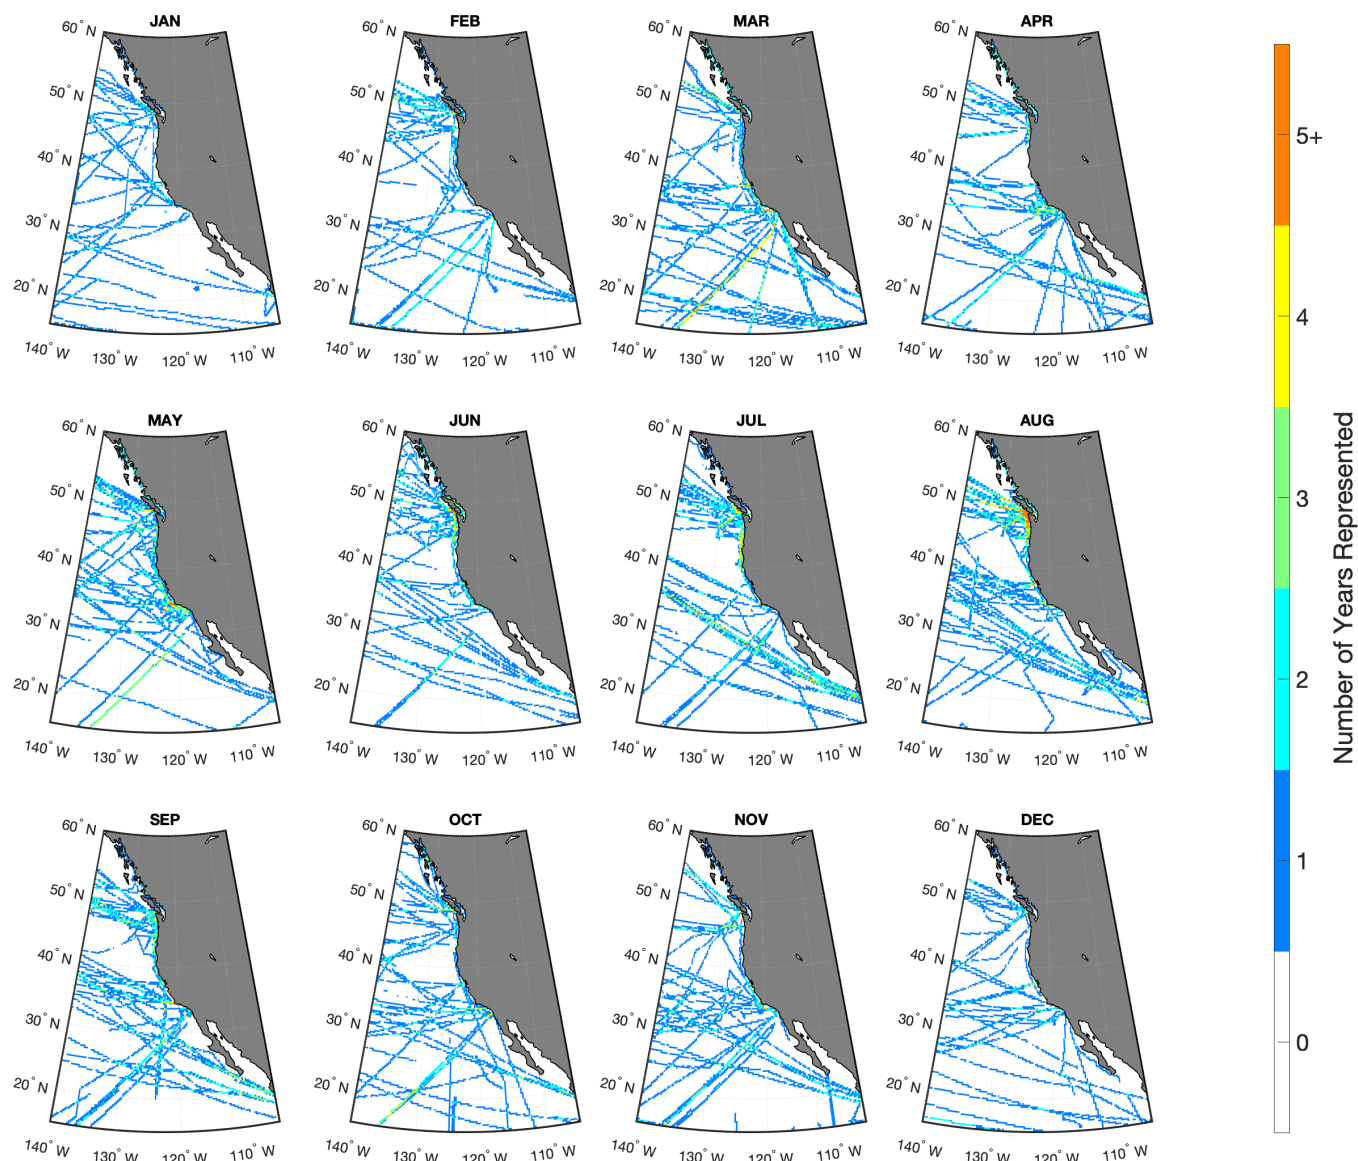 JAN FEB MAR APR
60° N 60° N 60° N 60° N
50° N 50° N 50° N 50° N
40° N 40° N 40° N 40° N
30° N 30° N 30° N 30° N
20° N 20° N 20° N 20° N
140° W 130° W 120° W 110° W 140° W 130° W 120° W 110° W 140° W 130° W 120° W 110° W 140° W 130° W 120° W 110° W
MAY JUN JUL AUG
60° N 60° N 60° N 60° N
50° N 50° N 50° N 50° N
40° N 40° N 40° N 40° N
30° N 30° N 30° N 30° N
20° N 20° N 20° N 20° N
140° W 130° W 120° W 110° W 140° W 130° W 120° W 110° W 140° W 130° W 120° W 110° W 140° W 130° W 120° W 110° W
SEP OCT NOV DEC
60° N 60° N 60° N 60° N
50° N 50° N 50° N 50° N
40° N 40° N 40° N 40° N
30° N 30° N 30° N 30° N
20° N 20° N 20° N 20° N
140° W 130° W 120° W 110° W 140° W 130° W 120° W 110° W 140° W 130° W 120° W 110° W 140° W 130° W 120° W 110° W
5+
4
3
2
1
0
Number of Years Represented